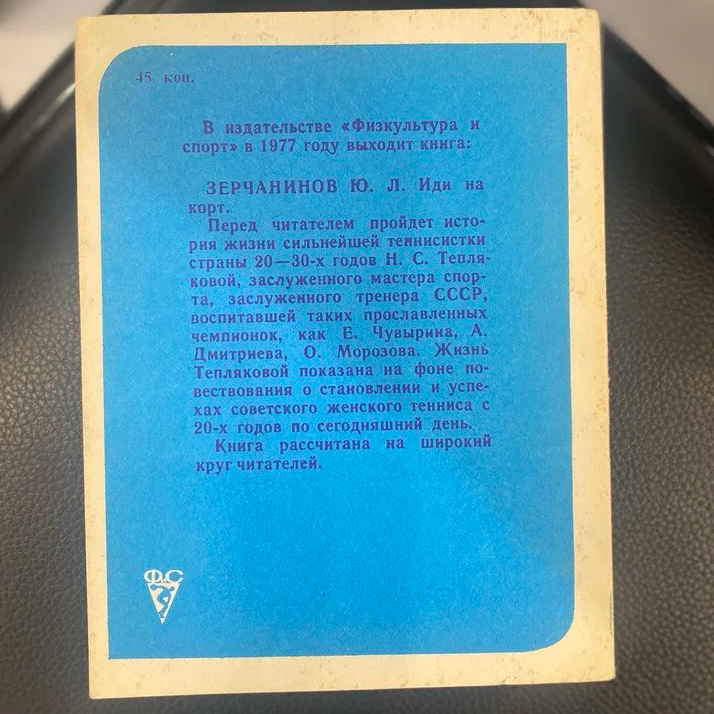 45 коп.
В издательстве «Физкультура и
спорт» в 1977 году выходит книга:
ЗЕРЧАНИНОВ Ю. Л. Иди на
корт.
Перед читателем пройдет исто-
рия жизни сильнейшей теннисистки
страны 20—30-х годов Н. С. Тепля-
ковой, заслуженного мастера спор-
та, заслуженного тренера СССР,
воспитавшей таких прославленных
чемпионок, как Е. Чувырина, А.
Дмитриева, О. Морозова. Жизнь
Тепляковой показана на фоне по-
вествования о становлении и успе-
хах советского женского тенниса с
20-х годов по сегодняшний день.
Книга рассчитана на широкий
круг читателей.
ФиС